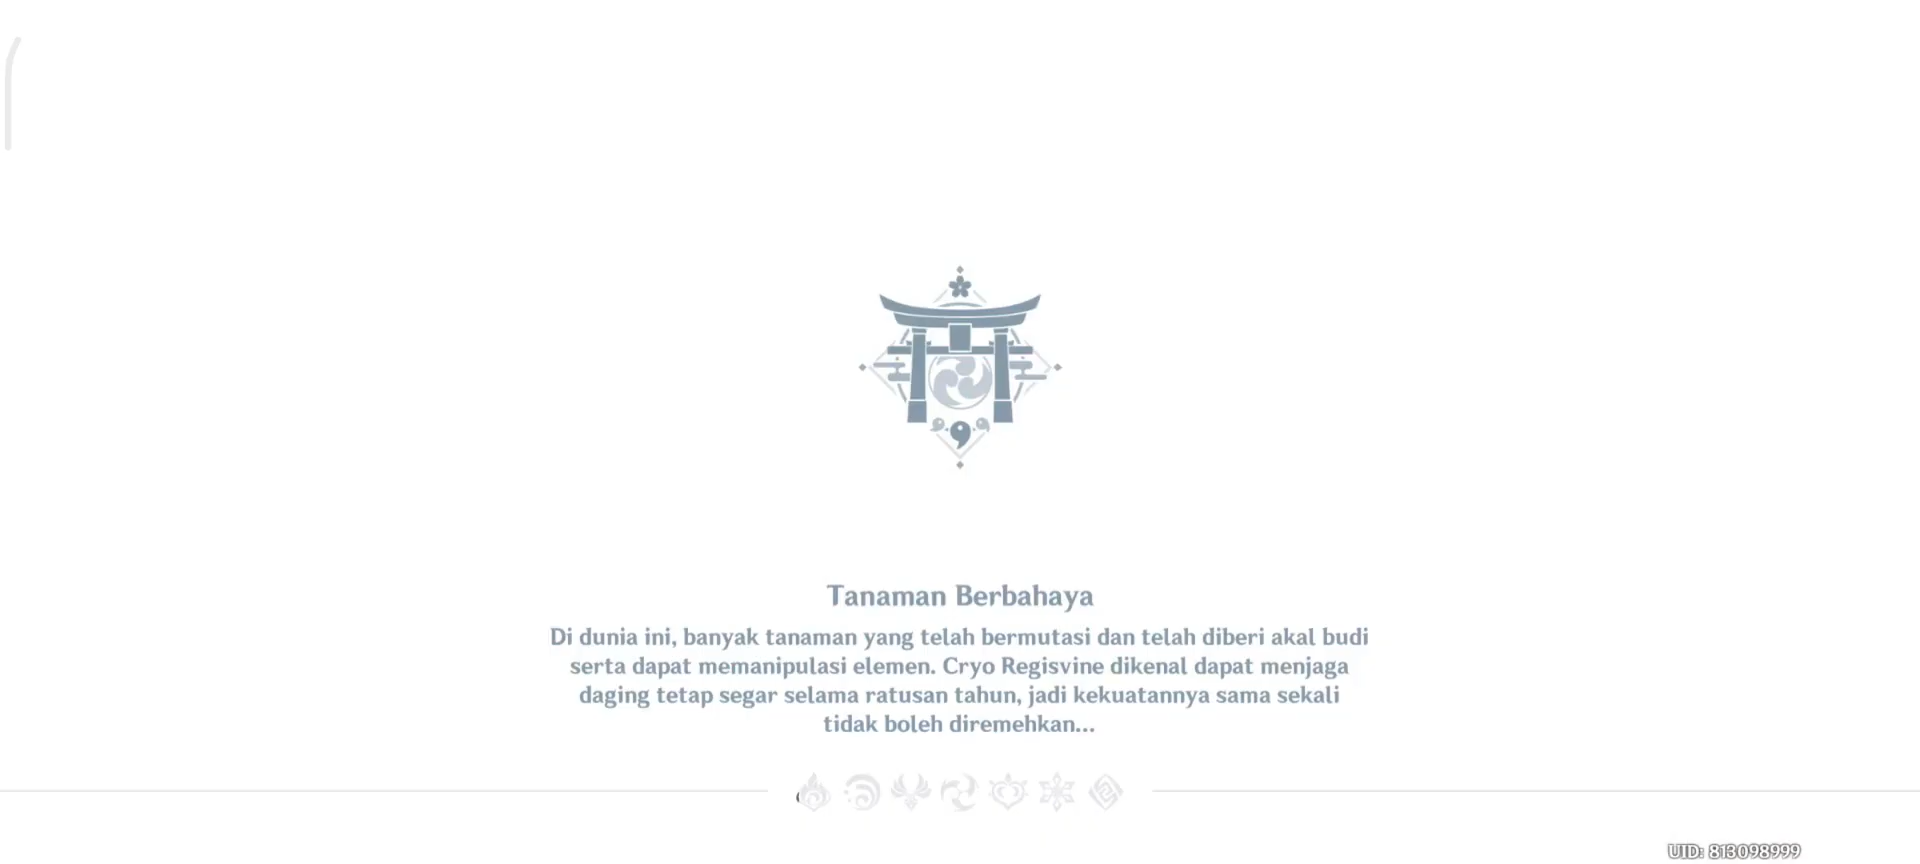 Tanaman Berbahaya
Di dunia ini, banyak tanaman yang telah bermutasi dan telah diberi akal budi
serta dapat memanipulasi elemen. Cryo Regisvine dikenal dapat menjaga
daging tetap segar selama ratusan tahun, jadi kekuatannya sama sekali
tidak boleh diremehkan...
UID: 813098999